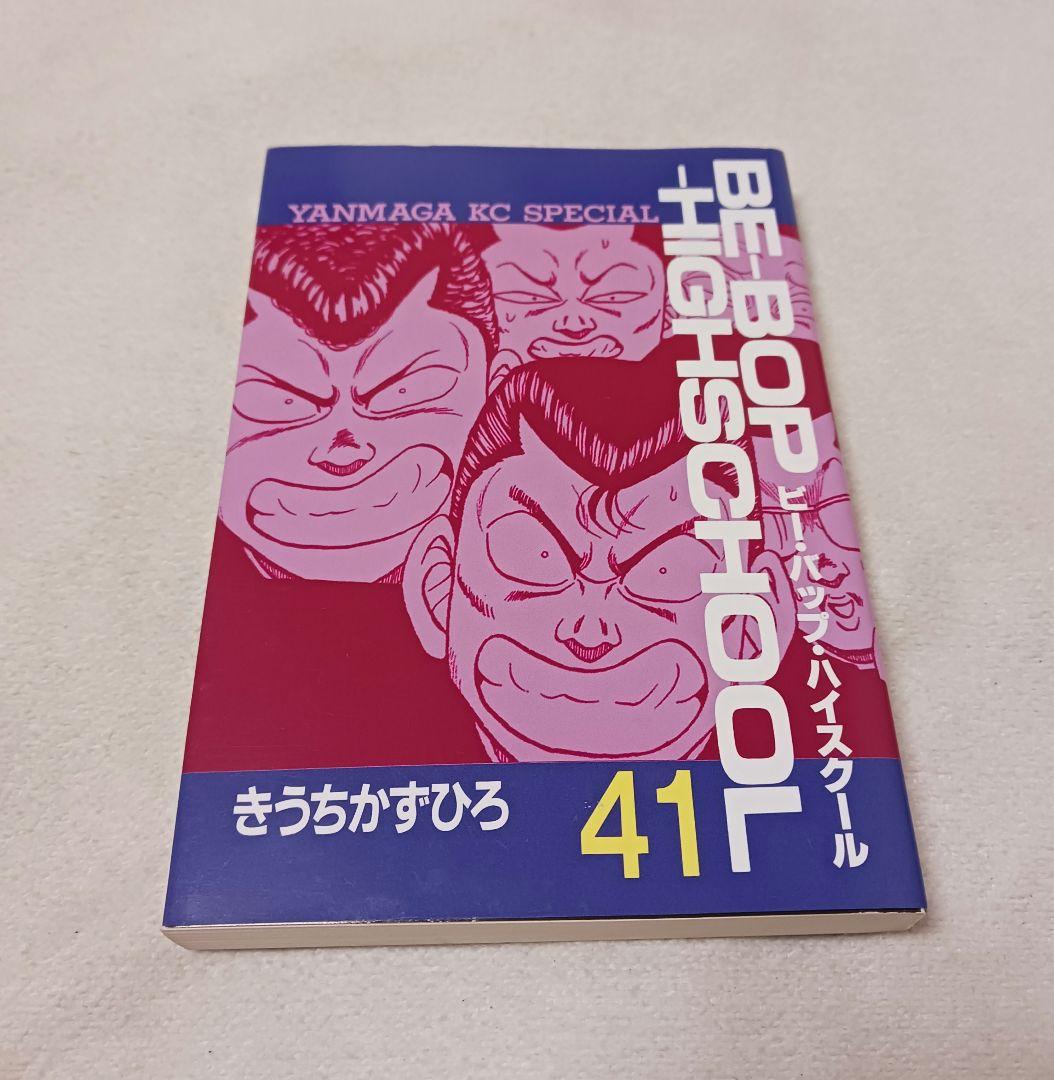 YANMAGA KC SPECIAL
BE-BOP
-HIGHSCHOOL
ビー・バップ・ハイスクール
きうちかずひろ
41